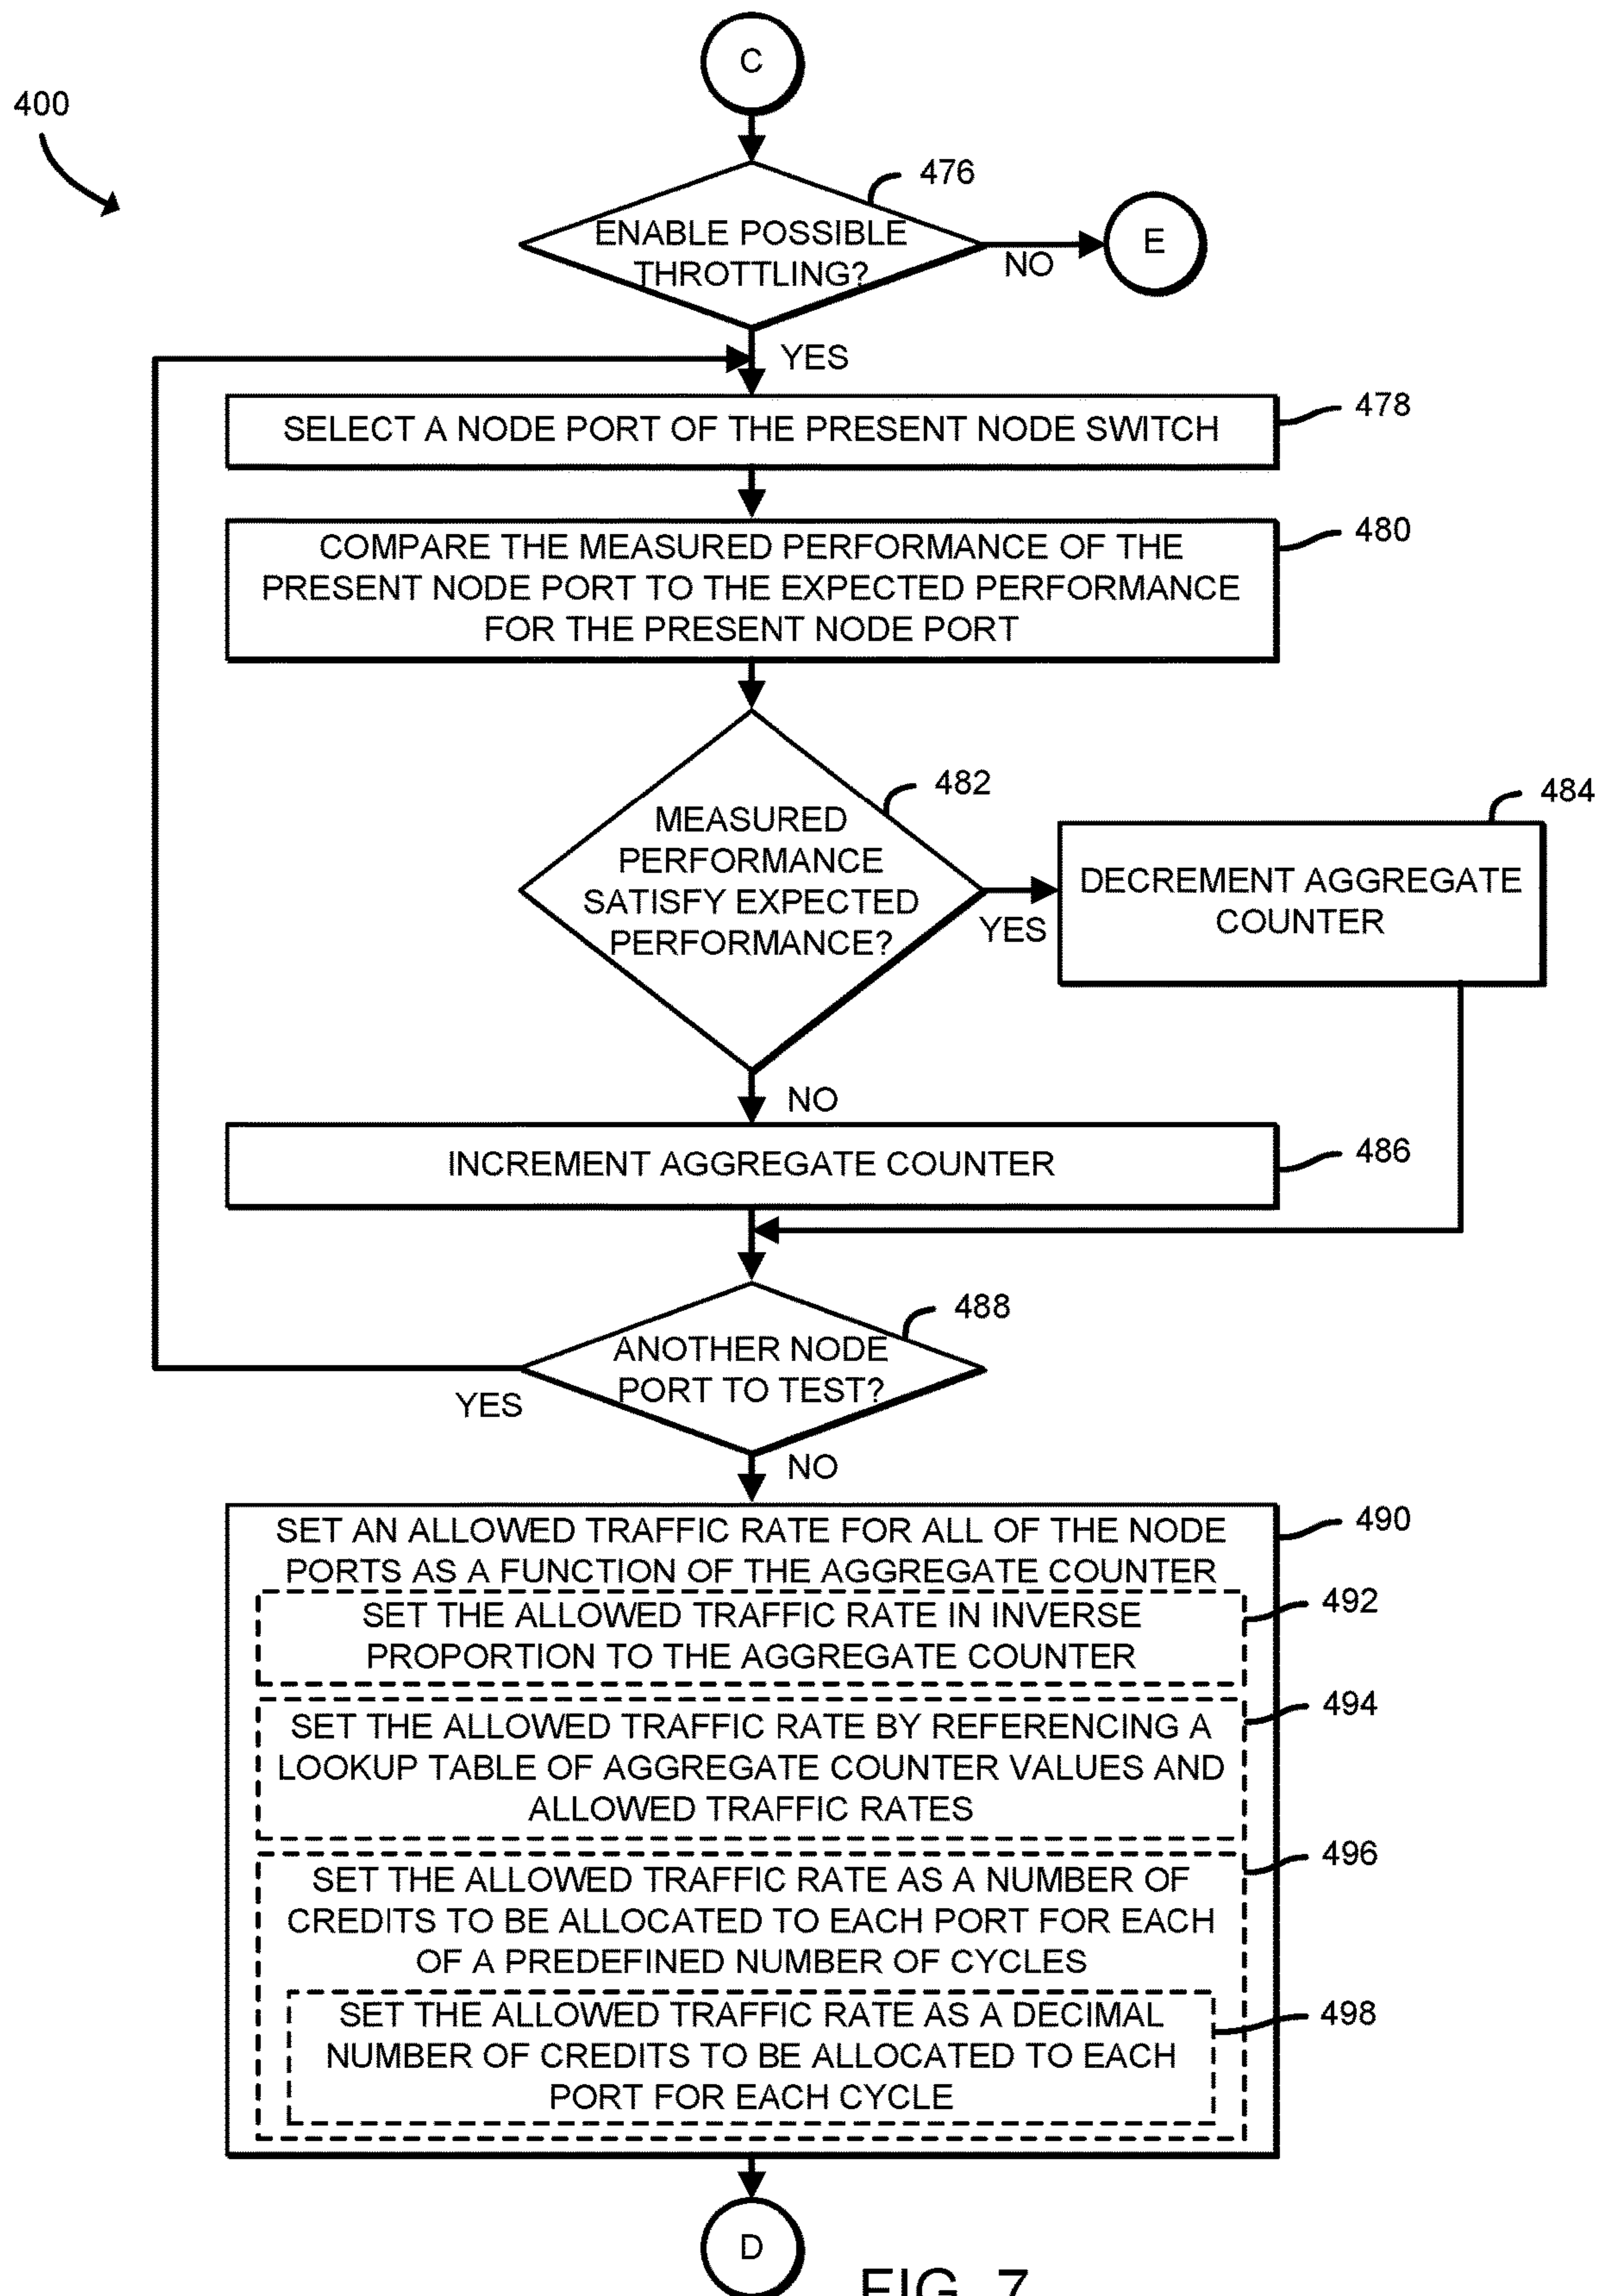 C
400
476
ENABLE POSSIBLE
THROTTLING?
NO
E
YES
SELECT A NODE PORT OF THE PRESENT NODE SWITCH
478
COMPARE THE MEASURED PERFORMANCE OF THE
PRESENT NODE PORT TO THE EXPECTED PERFORMANCE
FOR THE PRESENT NODE PORT
480
482
MEASURED
PERFORMANCE
SATISFY EXPECTED
PERFORMANCE?
YES
484
DECREMENT AGGREGATE
COUNTER
NO
INCREMENT AGGREGATE COUNTER
486
488
ANOTHER NODE
PORT TO TEST?
YES
NO
SET AN ALLOWED TRAFFIC RATE FOR ALL OF THE NODE
PORTS AS A FUNCTION OF THE AGGREGATE COUNTER
490
SET THE ALLOWED TRAFFIC RATE IN INVERSE
PROPORTION TO THE AGGREGATE COUNTER
492
SET THE ALLOWED TRAFFIC RATE BY REFERENCING A
LOOKUP TABLE OF AGGREGATE COUNTER VALUES AND
ALLOWED TRAFFIC RATES
494
SET THE ALLOWED TRAFFIC RATE AS A NUMBER OF
CREDITS TO BE ALLOCATED TO EACH PORT FOR EACH
OF A PREDEFINED NUMBER OF CYCLES
496
SET THE ALLOWED TRAFFIC RATE AS A DECIMAL
NUMBER OF CREDITS TO BE ALLOCATED TO EACH
PORT FOR EACH CYCLE
498
D
FIG. 7